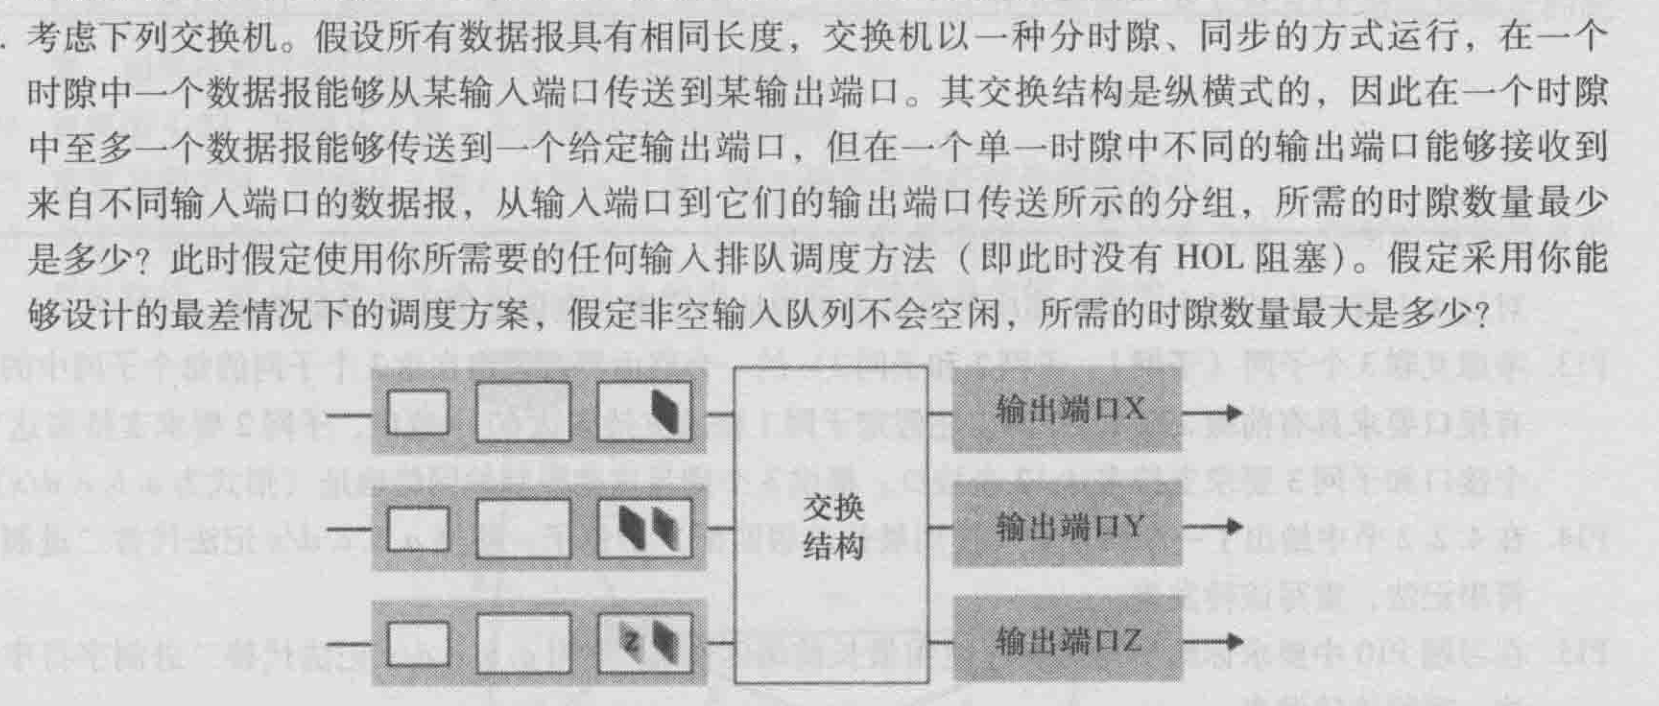 . 考虑下列交换机。假设所有数据报具有相同长度，交换机以一种分时隙、同步的方式运行，在一个
时隙中一个数据报能够从某输入端口传送到某输出端口。其交换结构是纵横式的，因此在一个时隙
中至多一个数据报能够传送到一个给定输出端口，但在一个单一时隙中不同的输出端口能够接收到
来自不同输入端口的数据报，从输入端口到它们的输出端口传送所示的分组，所需的时隙数量最少
是多少？此时假定使用你所需要的任何输入排队调度方法（即此时没有 HOL 阻塞）。假定采用你能
够设计的最差情况下的调度方案，假定非空输入队列不会空闲，所需的时隙数量最大是多少？
输出端口X
交换
结构
输出端口Y
Z
输出端口Z